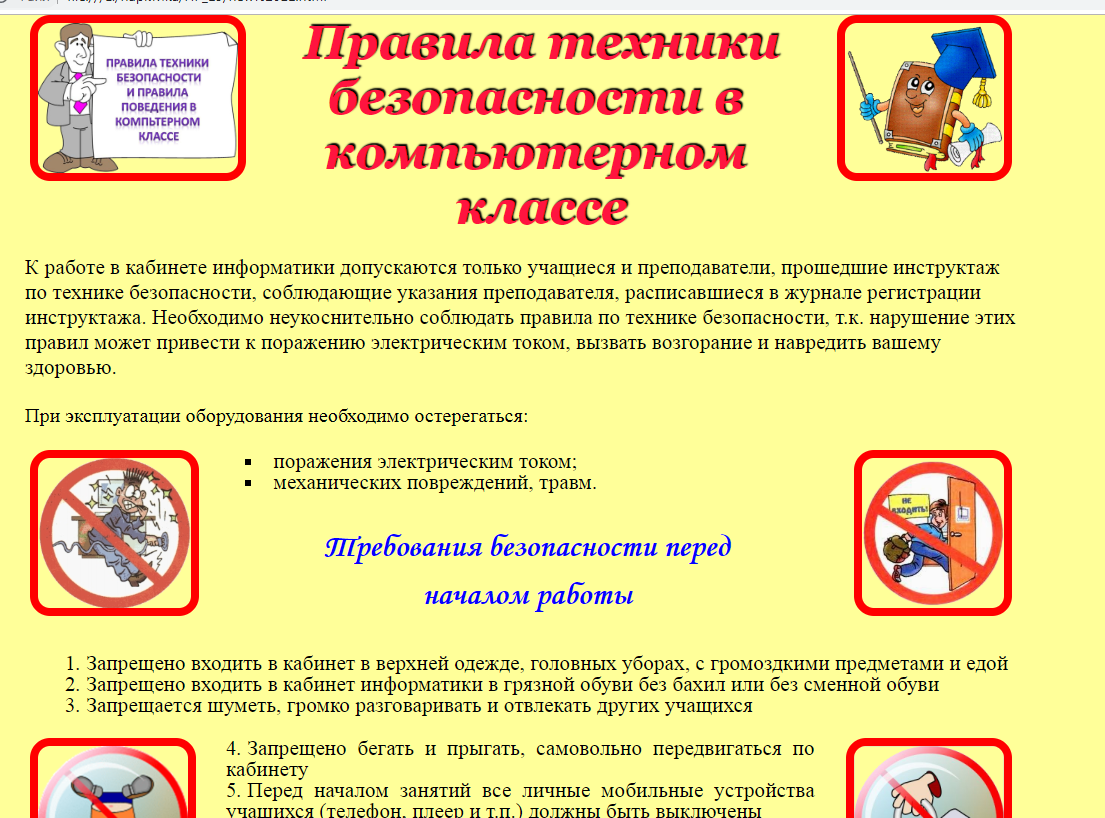 ПРАВИЛА ТЕХНИКИ
БЕЗОПАСНОСТИ
И ПРАВИЛА
ПОВЕДЕНИЯ В
КОМПЬТЕРНОМ
КЛАССЕ
Правила техники
безопасности в
компьютерном
классе
К работе в кабинете информатики допускаются только учащиеся и преподаватели, прошедшие инструктаж
по технике безопасности, соблюдающие указания преподавателя, расписавшиеся в журнале регистрации
инструктажа. Необходимо неукоснительно соблюдать правила по технике безопасности, т.к. нарушение этих
правил может привести к поражению электрическим током, вызвать возгорание и навредить вашему
здоровью.
При эксплуатации оборудования необходимо остерегаться:
поражения электрическим током;
механических повреждений, травм.
НЕ
ВХОДИТЬ!
Требования безопасности перед
началом работы
1. Запрещено входить в кабинет в верхней одежде, головных уборах, с громоздкими предметами и едой
2. Запрещено входить в кабинет информатики в грязной обуви без бахил или без сменной обуви
3. Запрещается шуметь, громко разговаривать и отвлекать других учащихся
4. Запрещено бегать и прыгать, самовольно передвигаться по
кабинету
5. Перед началом занятий все личные мобильные устройства
учащихся (телефон, плеер и т.п.) должны быть выключены